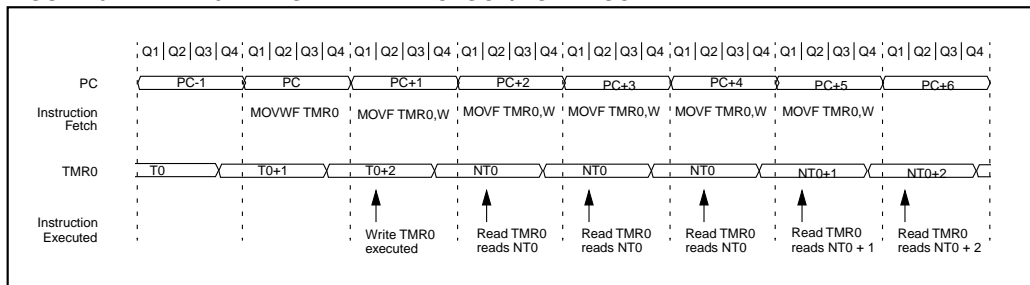 Q1 Q2 Q3 Q4 Q1 Q2 Q3 Q4 Q1 Q2 Q3 Q4 Q1 Q2 Q3 Q4 Q1 Q2 Q3 Q4 Q1 Q2 Q3 Q4 Q1 Q2 Q3 Q4 Q1 Q2 Q3 Q4
PC PC-1 PC PC+1 PC+2 PC+3 PC+4 PC+5 PC+6
Instruction
Fetch
MOVWF TMR0 MOVF TMR0,W MOVF TMR0,W MOVF TMR0,W MOVF TMR0,W MOVF TMR0,W
TMR0 T0 T0+1 T0+2 NT0 NT0 NT0 NT0+1 NT0+2
Instruction
Executed
Write TMR0
executed
Read TMR0
reads NT0
Read TMR0
reads NT0
Read TMR0
reads NT0
Read TMR0
reads NT0 + 1
Read TMR0
reads NT0 + 2